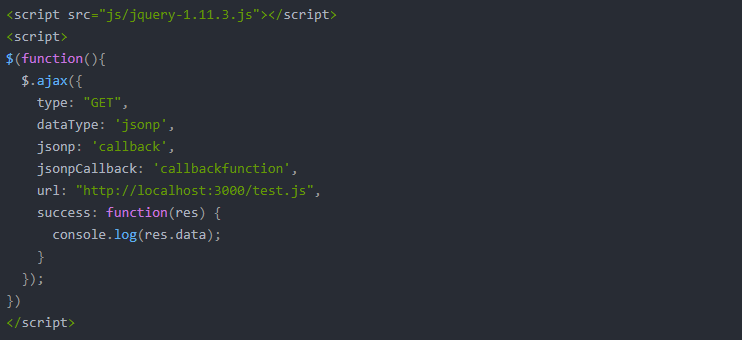 <script src="js/jquery-1.11.3.js"></script>
<script>
$(function(){
  $.ajax({
    type: "GET",
    dataType: 'jsonp',
    jsonp: 'callback',
    jsonpCallback: 'callbackfunction',
    url: "http://localhost:3000/test.js",
    success: function(res) {
      console.log(res.data);
    }
  });
})
</script>